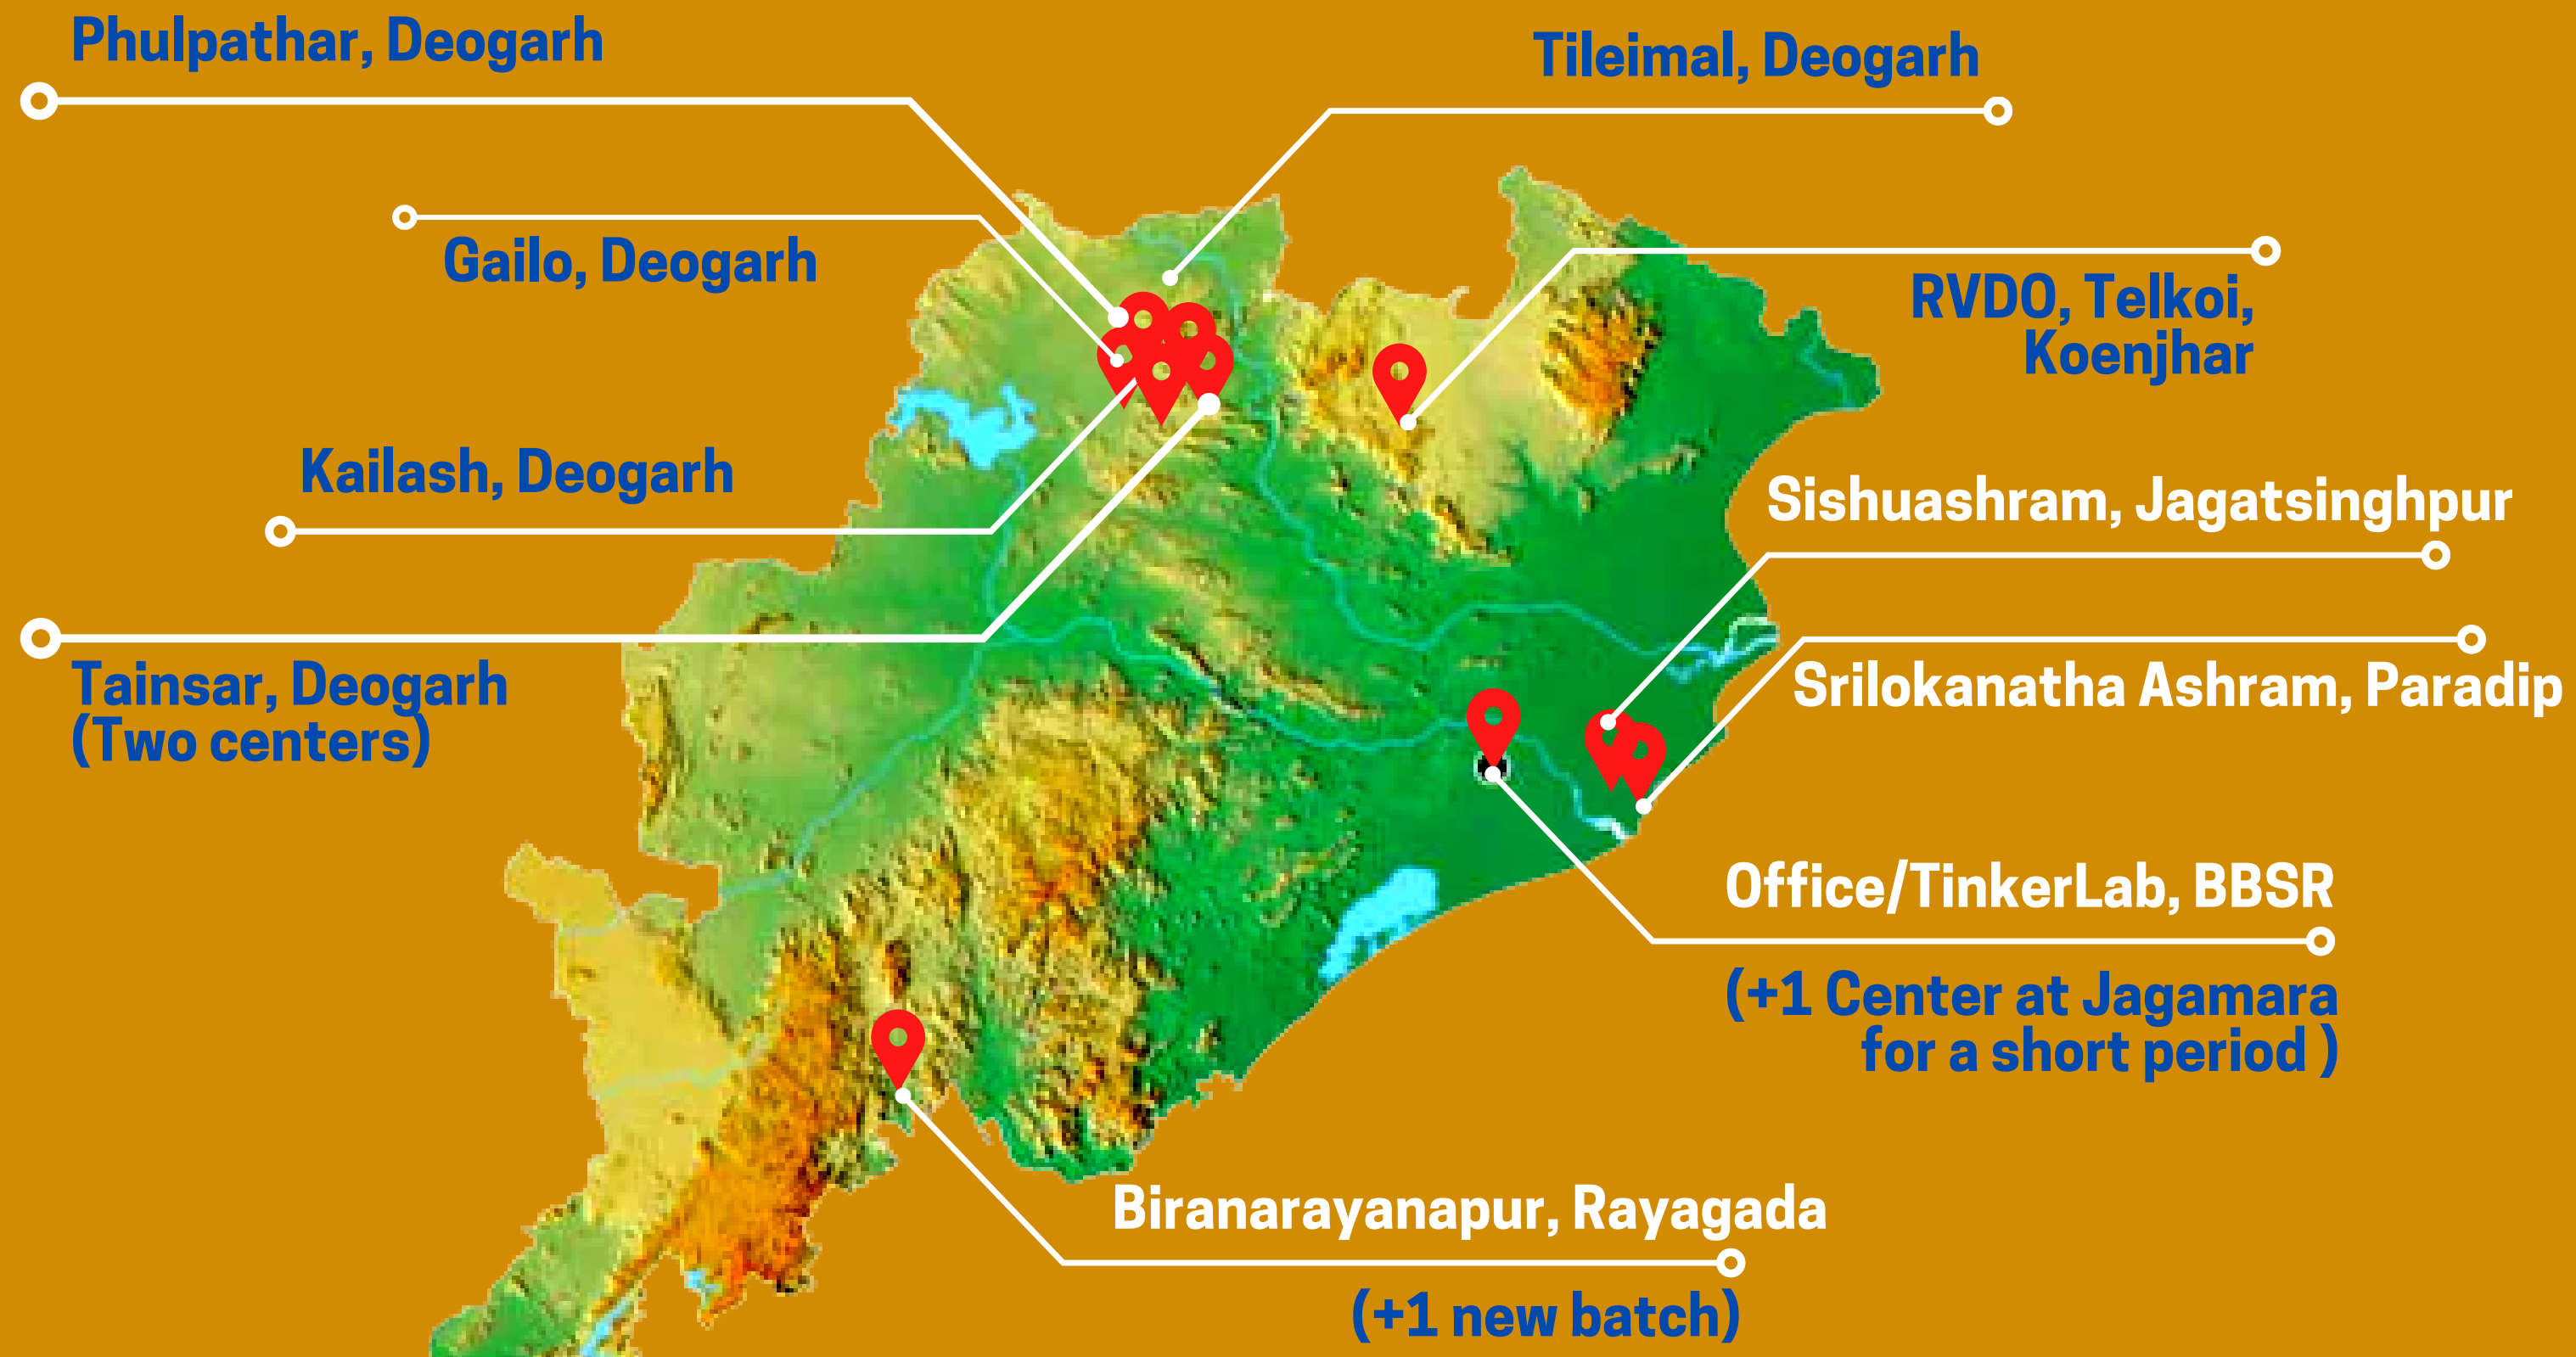 Phulpathar, Deogarh
Tileimal, Deogarh
Gailo, Deogarh
RVDO, Telkoi,
Koenjhar
Kailash, Deogarh
Sishuashram, Jagatsinghpur
Tainsar, Deogarh
(Two centers)
Srilokanatha Ashram, Paradip
Office/TinkerLab, BBSR
(+1 Center at Jagamara
for a short period )
Biranarayanapur, Rayagada
(+1 new batch)